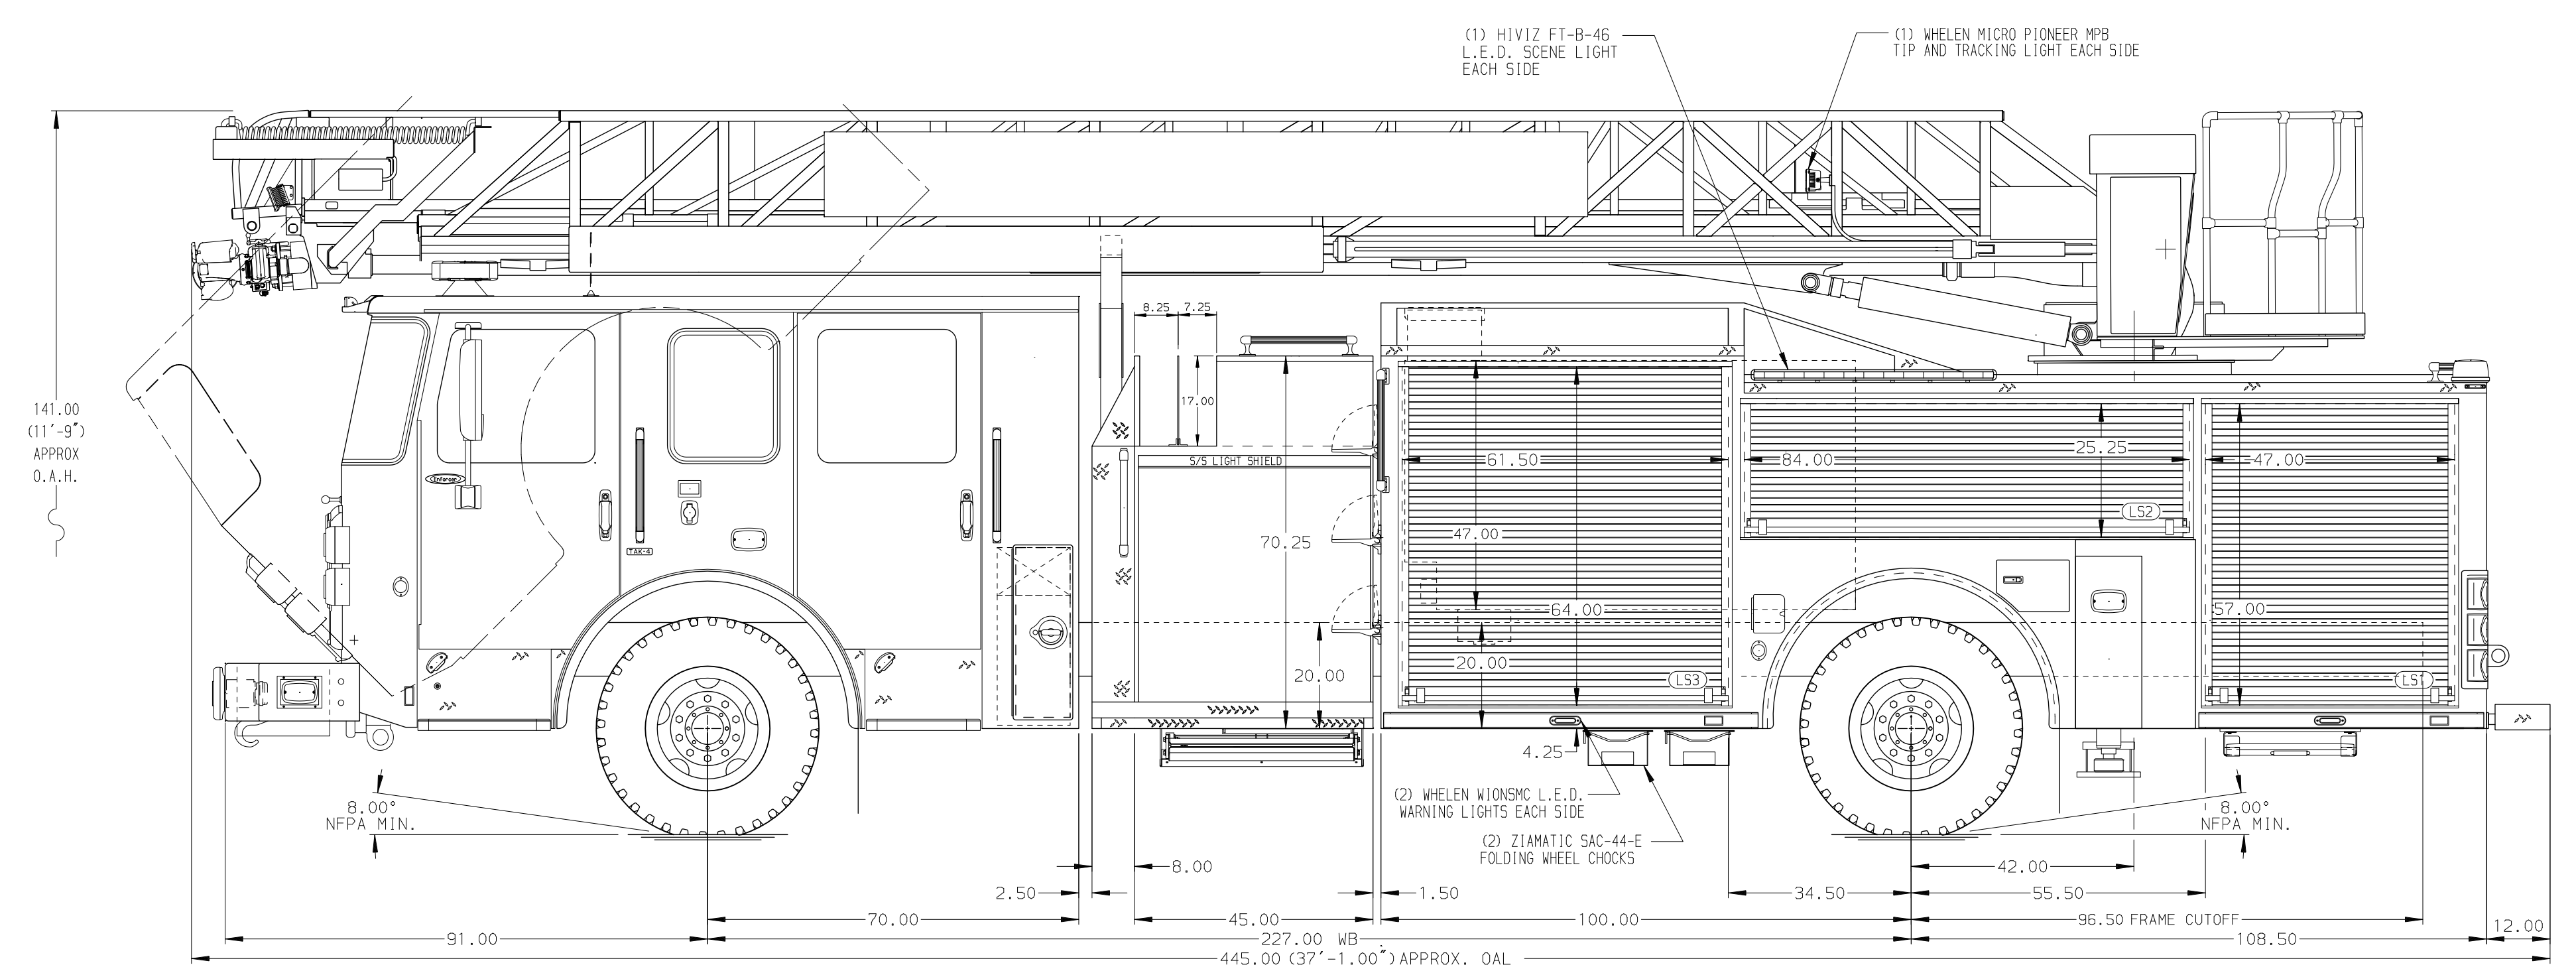 (1) HIVIZ FT-B-46
L.E.D. SCENE LIGHT
EACH SIDE
(1) WHELEN MICRO PIONEER MPB
TIP AND TRACKING LIGHT EACH SIDE
141.00
(11'-9")
APPROX
O.A.H.
8.25
7.25
17.00
S/S LIGHT SHIELD
Enforcer
TAK-4
70.25
20.00
61.50
47.00
64.00
20.00
LS3
84.00
25.25
LS2
47.00
57.00
LS1
4.25
(2) WHELEN WIONSMC L.E.D.
WARNING LIGHTS EACH SIDE
(2) ZIAMATIC SAC-44-E
FOLDING WHEEL CHOCKS
8.00°
NFPA MIN.
8.00°
NFPA MIN.
8.00
42.00
2.50
1.50
34.50
55.50
70.00
45.00
100.00
96.50 FRAME CUTOFF
12.00
91.00
227.00 WB
108.50
445.00 (37'-1.00") APPROX. OAL